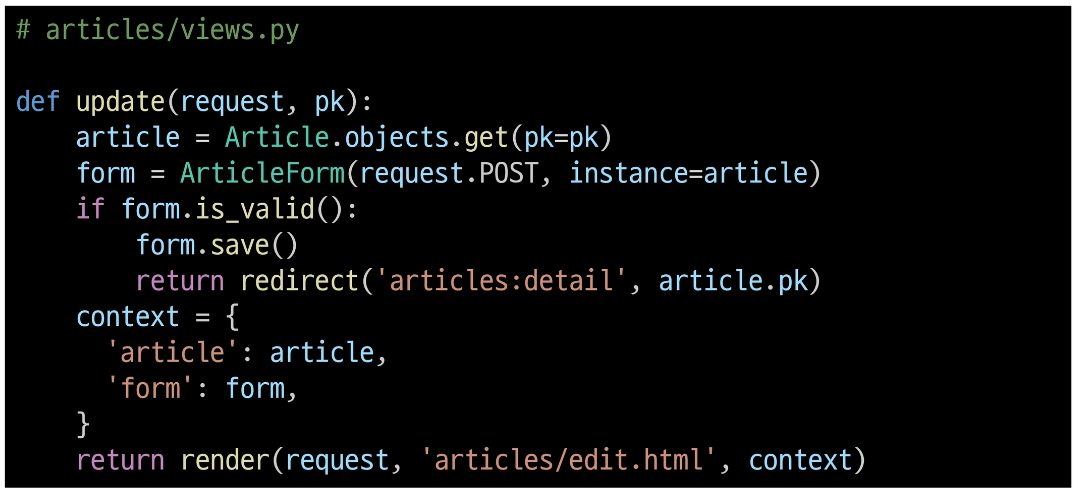 # articles/views.py
def update(request, pk):
    article = Article.objects.get(pk=pk)
    form = ArticleForm(request.POST, instance=article)
    if form.is_valid():
        form.save()
        return redirect('articles:detail', article.pk)
    context = {
      'article': article,
      'form': form,
    }
    return render(request, 'articles/edit.html', context)